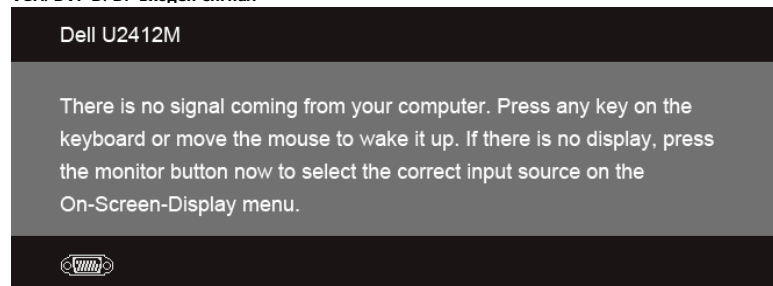 Dell U2412M
There is no signal coming from your computer. Press any key on the
keyboard or move the mouse to wake it up. If there is no display, press
the monitor button now to select the correct input source on the
On-Screen-Display menu.